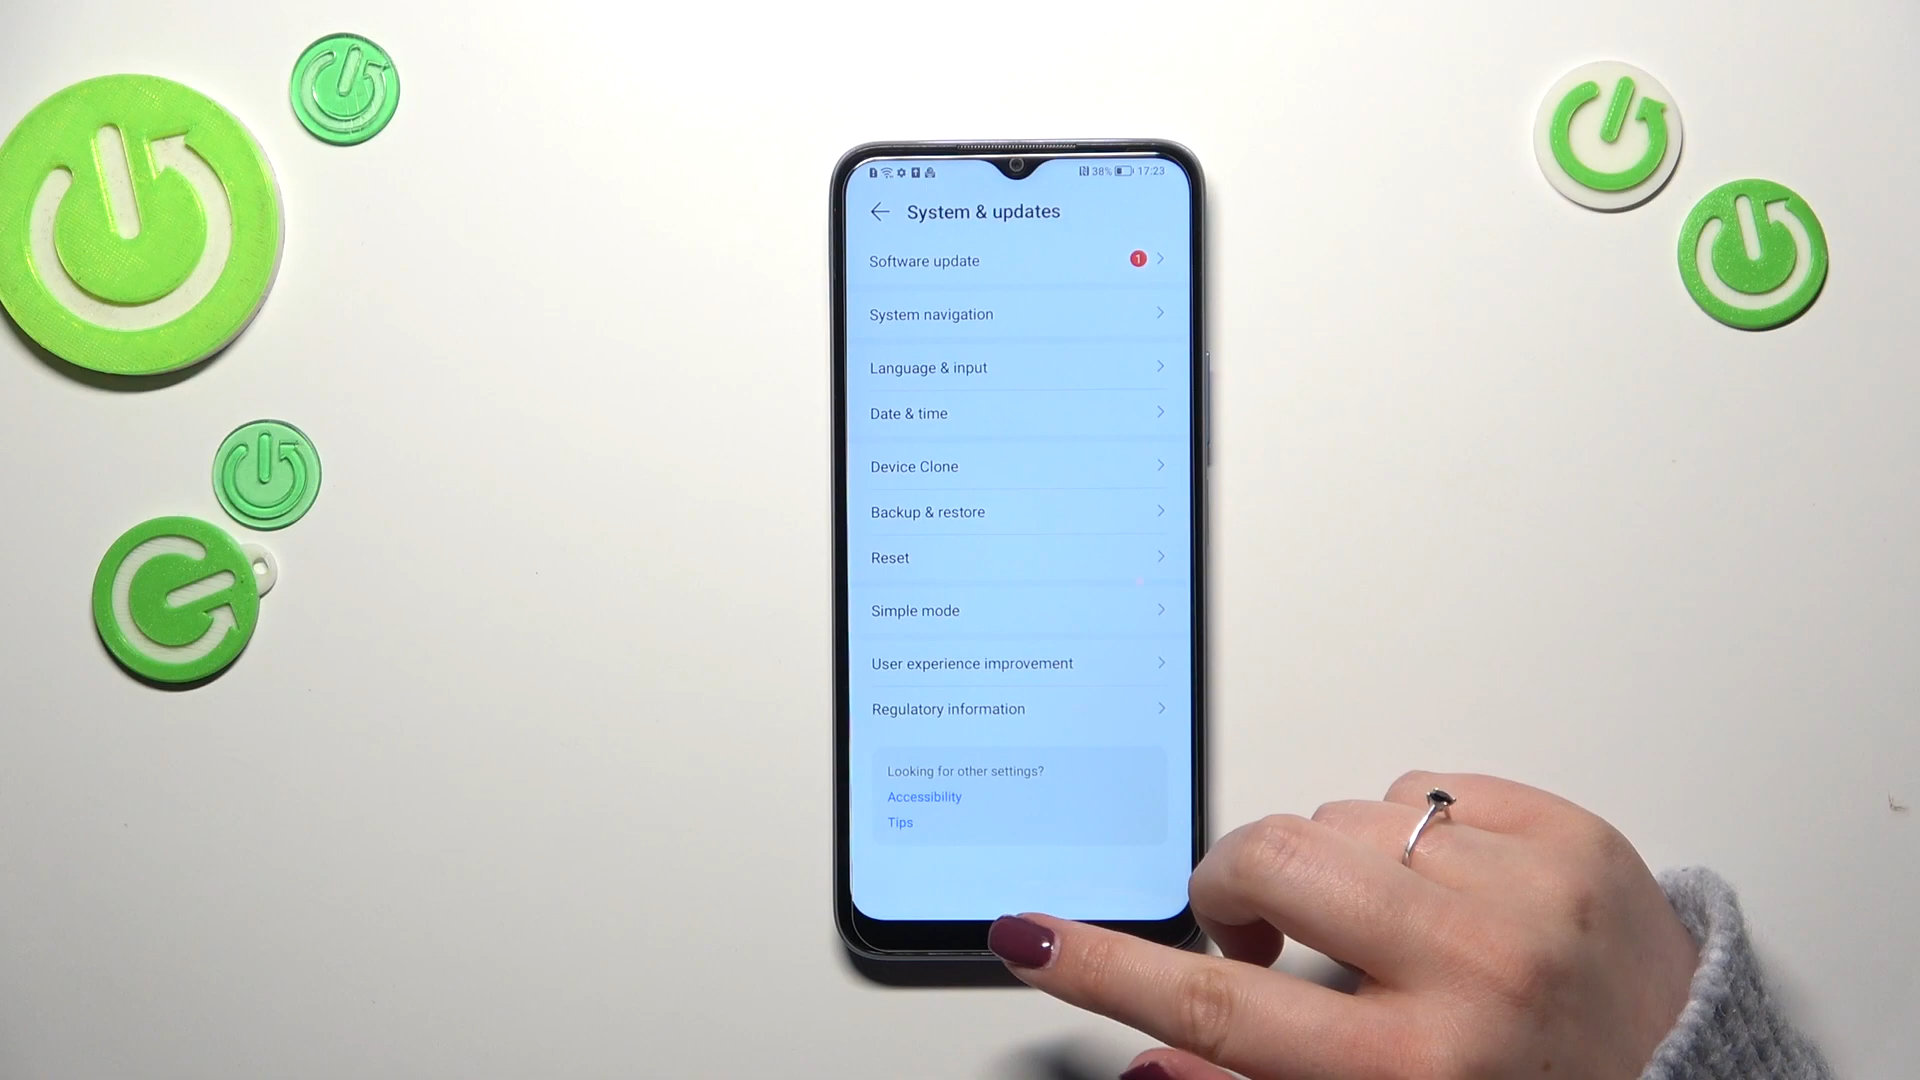 38% 17:23
System & updates
Software update 1
System navigation
Language & input
Date & time
Device Clone
Backup & restore
Reset
Simple mode
User experience improvement
Regulatory information
Looking for other settings?
Accessibility
Tips